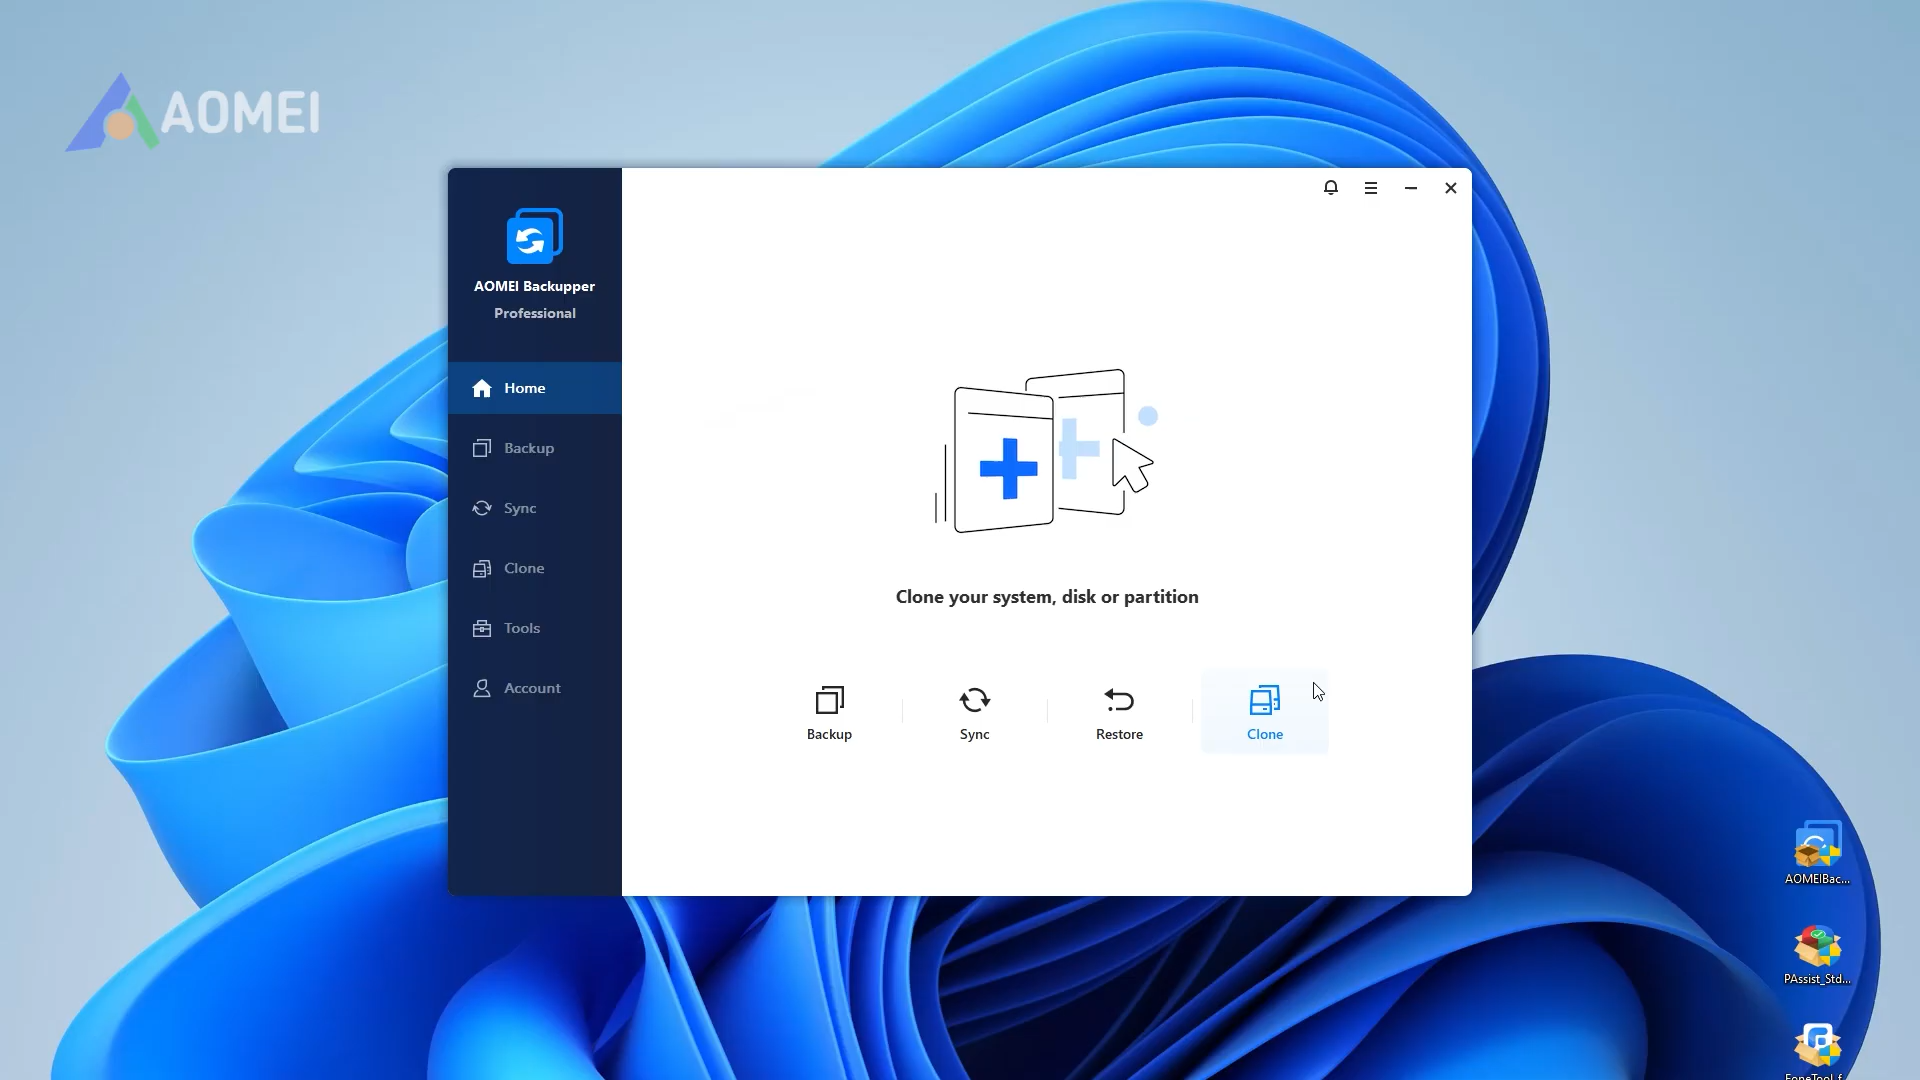 AOMEI
AOMEI Backupper
Professional
Home
Backup
Sync
Clone
Tools
Account
Clone your system, disk or partition
Backup
Sync
Restore
Clone
AOMEIBac...
PAssist_Std...